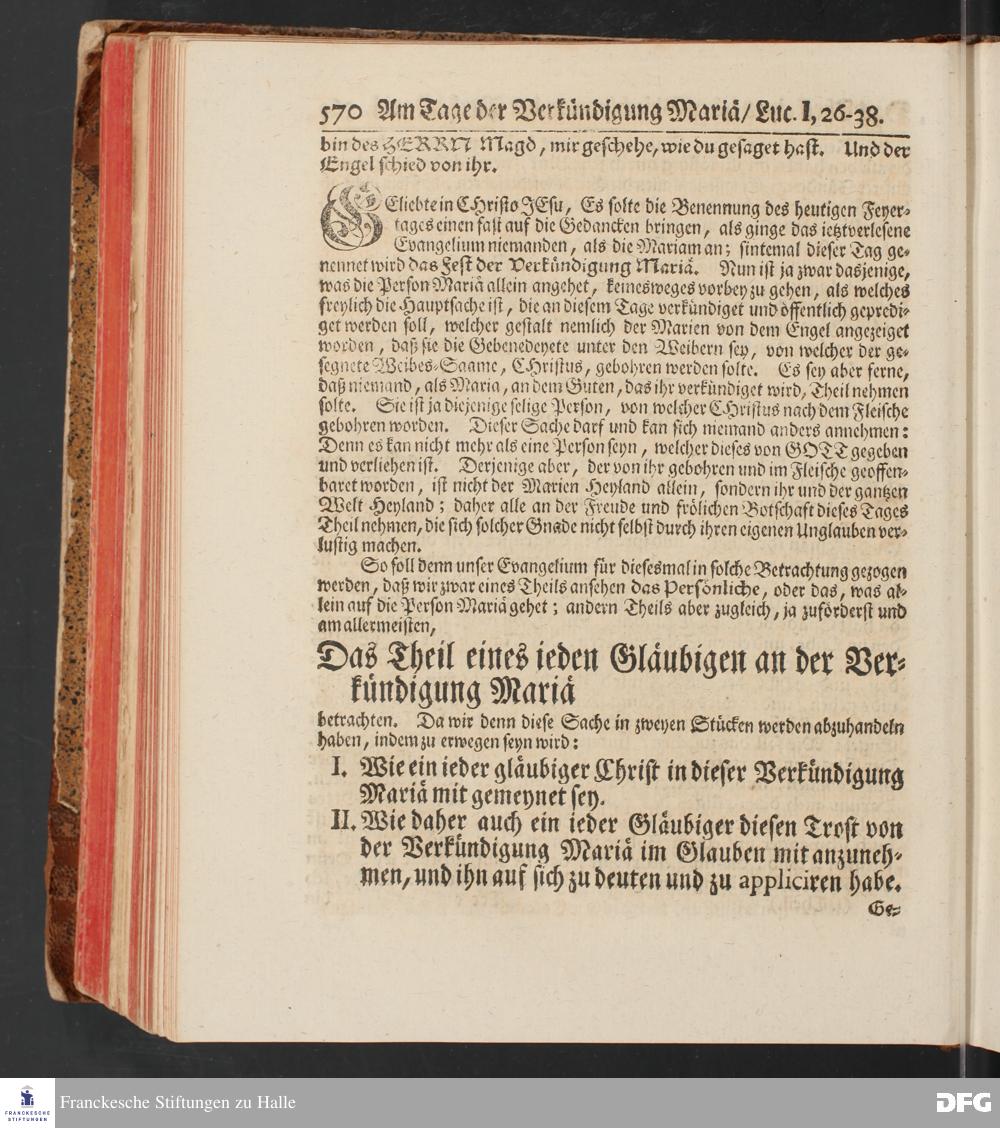 570 Am Tage der Verkündigung Mariä/ Luc. I, 26-38.
bin des HERRN Magd, mir geschehe, wie du gesaget hast. Und der
Engel schied von ihr.
GEliebte in CHristo JEsu, Es solte die Benennung des heutigen Feyer-
tages einen fast auf die Gedancken bringen, als ginge das ietztverlesene
Evangelium niemanden, als die Mariam an; sintemal dieser Tag ge-
nennet wird das Fest der Verkündigung Mariä. Nun ist ja zwar dasjenige,
was die Person Mariä allein angehet, keinesweges vorbey zu gehen, als welches
freylich die Hauptsache ist, die an diesem Tage verkündiget und öffentlich gepredi-
get werden soll, welcher gestalt nemlich der Marien von dem Engel angezeiget
worden, daß sie die Gebenedeyete unter den Weibern sey, von welcher der ge-
segnete Weibes-Saame, CHristus, gebohren werden solte. Es sey aber ferne,
daß niemand, als Maria, an dem Guten, das ihr verkündiget wird, Theil nehmen
solte. Sie ist ja diejenige selige Person, von welcher CHristus nach dem Fleische
gebohren worden. Dieser Sache darf und kan sich niemand anders annehmen:
Denn es kan nicht mehr als eine Person seyn, welcher dieses von GOTT gegeben
und verliehen ist. Derjenige aber, der von ihr gebohren und im Fleische geoffen-
baret worden, ist nicht der Marien Heyland allein, sondern ihr und der gantzen
Welt Heyland; daher alle an der Freude und frölichen Botschaft dieses Tages
Theil nehmen, die sich solcher Gnade nicht selbst durch ihren eigenen Unglauben ver-
lustig machen.
So soll denn unser Evangelium für diesesmal in solche Betrachtung gezogen
werden, daß wir zwar eines Theils ansehen das Persönliche, oder das, was al-
lein auf die Person Mariä gehet; andern Theils aber zugleich, ja zuförderst und
am allermeisten,
Das Theil eines ieden Gläubigen an der Ver-
kündigung Mariä
betrachten. Da wir denn diese Sache in zweyen Stücken werden abzuhandeln
haben, indem zu erwegen seyn wird:
I. Wie ein ieder gläubiger Christ in dieser Verkündigung
Mariä mit gemeynet sey.
II. Wie daher auch ein ieder Gläubiger diesen Trost von
der Verkündigung Mariä im Glauben mit anzuneh-
men, und ihn auf sich zu deuten und zu appliciren habe.
Ge-
FRANCKESCHE
STIFTUNGEN
Franckesche Stiftungen zu Halle
DFG